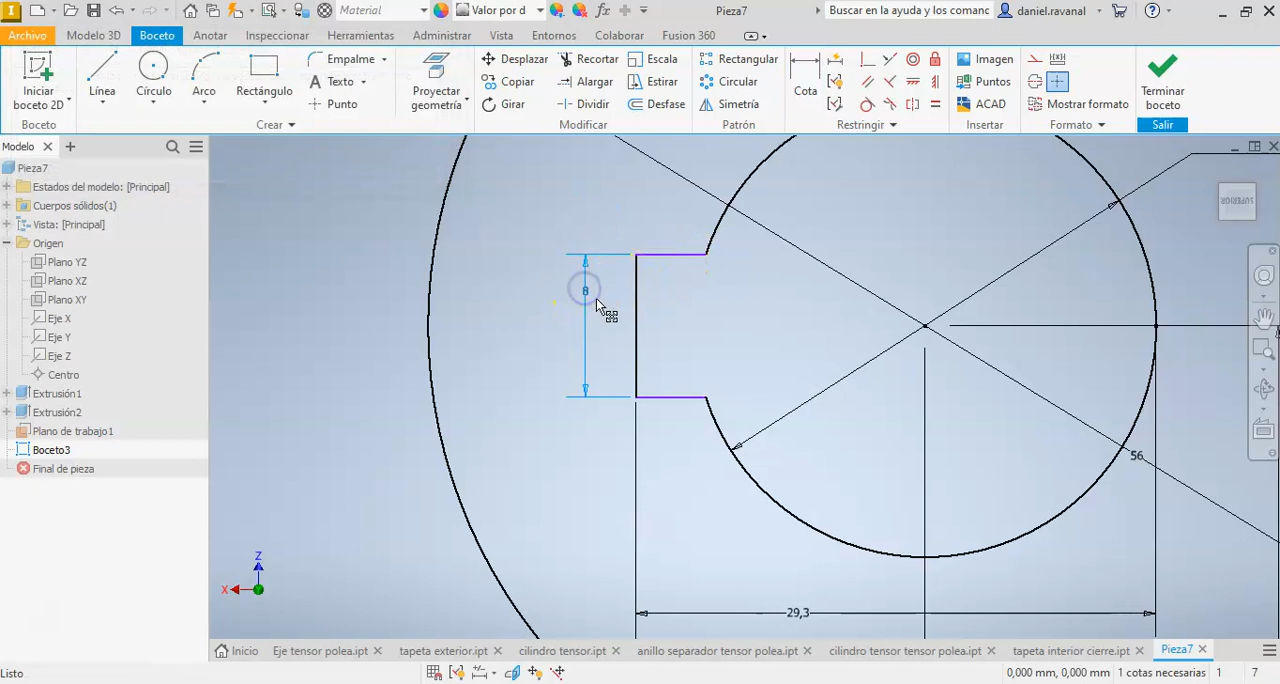 Material
Valor por d
Pieza7
Buscar en la ayuda y los comanc
daniel.ravanal
Archivo
Modelo 3D
Boceto
Anotar
Inspeccionar
Herramientas
Administrar
Vista
Entornos
Colaborar
Fusion 360
Iniciar
boceto 2D
Línea
Círculo
Arco
Rectángulo
Empalme
Texto
Punto
Proyectar
geometría
Desplazar
Copiar
Girar
Recortar
Alargar
Dividir
Escala
Estirar
Desfase
Rectangular
Circular
Simetría
Cota
Imagen
Puntos
ACAD
Mostrar formato
Terminar
boceto
Boceto
Crear
Modificar
Patrón
Restringir
Insertar
Formato
Salir
Modelo
Pieza7
Estados del modelo: [Principal]
Cuerpos sólidos(1)
Vista: [Principal]
Origen
Plano YZ
Plano XZ
Plano XY
Eje X
Eje Y
Eje Z
Centro
Extrusión1
Extrusión2
Plano de trabajo1
Boceto3
Final de pieza
SUPERIOR
8
56
29,3
Z
X
Inicio
Eje tensor polea.ipt
tapeta exterior.ipt
cilindro tensor.ipt
anillo separador tensor polea.ipt
cilindro tensor tensor polea.ipt
tapeta interior cierre.ipt
Pieza7
Listo
0,000 mm, 0,000 mm
1 cotas necesarias
1
7